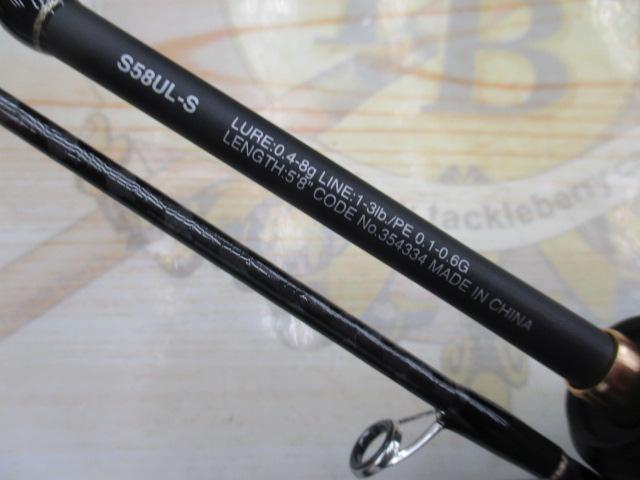 S58UL-S
LURE:0.4-8g LINE:1-3lb./PE 0.1-0.6G
LENGTH:5'8" CODE No.354334 MADE IN CHINA
B
tackleberry.c